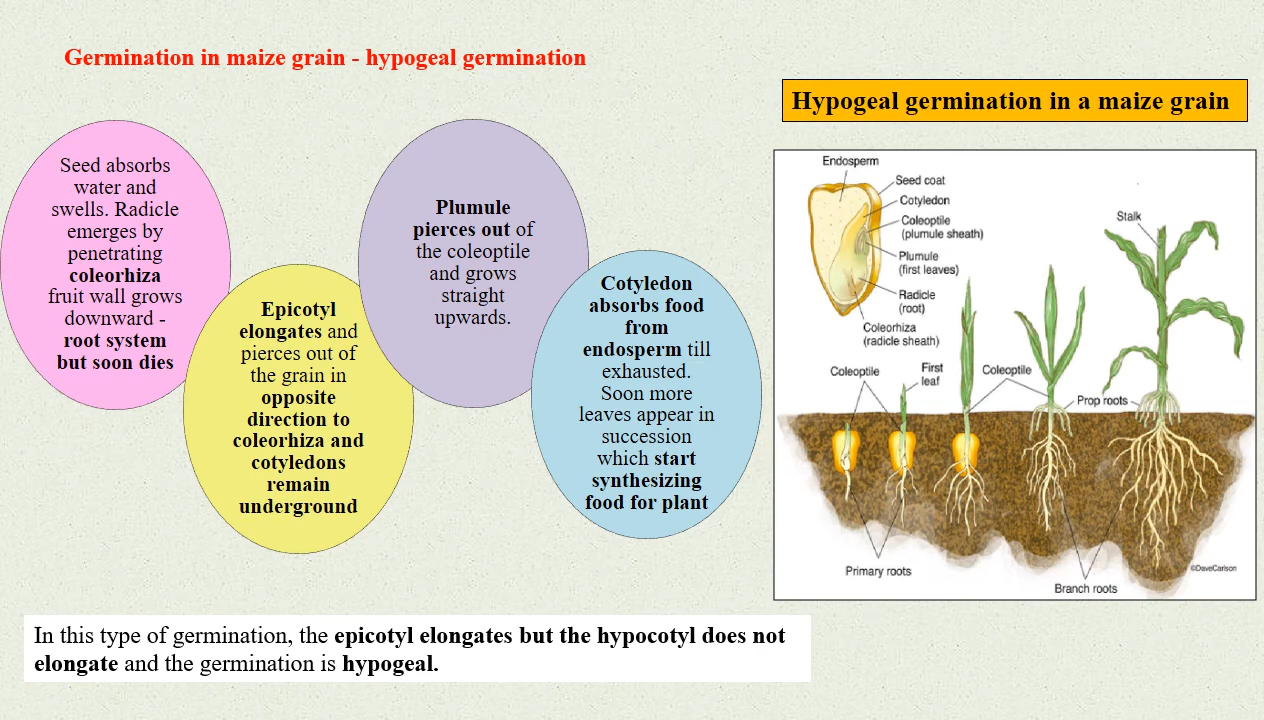 Germination in maize grain - hypogeal germination
Seed absorbs
water and
swells. Radicle
emerges by
penetrating
coleorhiza
fruit wall grows
downward -
root system
but soon dies
Epicotyl
elongates and
pierces out of
the grain in
opposite
direction to
coleorhiza and
cotyledons
remain
underground
Plumule
pierces out of
the coleoptile
and grows
straight
upwards.
Cotyledon
absorbs food
from
endosperm till
exhausted.
Soon more
leaves appear in
succession
which start
synthesizing
food for plant
Hypogeal germination in a maize grain
Endosperm
Seed coat
Cotyledon
Coleoptile
(plumule sheath)
Plumule
(first leaves)
Radicle
(root)
Coleorhiza
(radicle sheath)
Stalk
Coleoptile
First
leaf
Coleoptile
Prop roots
Primary roots
Branch roots
©DaveCarlson
In this type of germination, the epicotyl elongates but the hypocotyl does not
elongate and the germination is hypogeal.